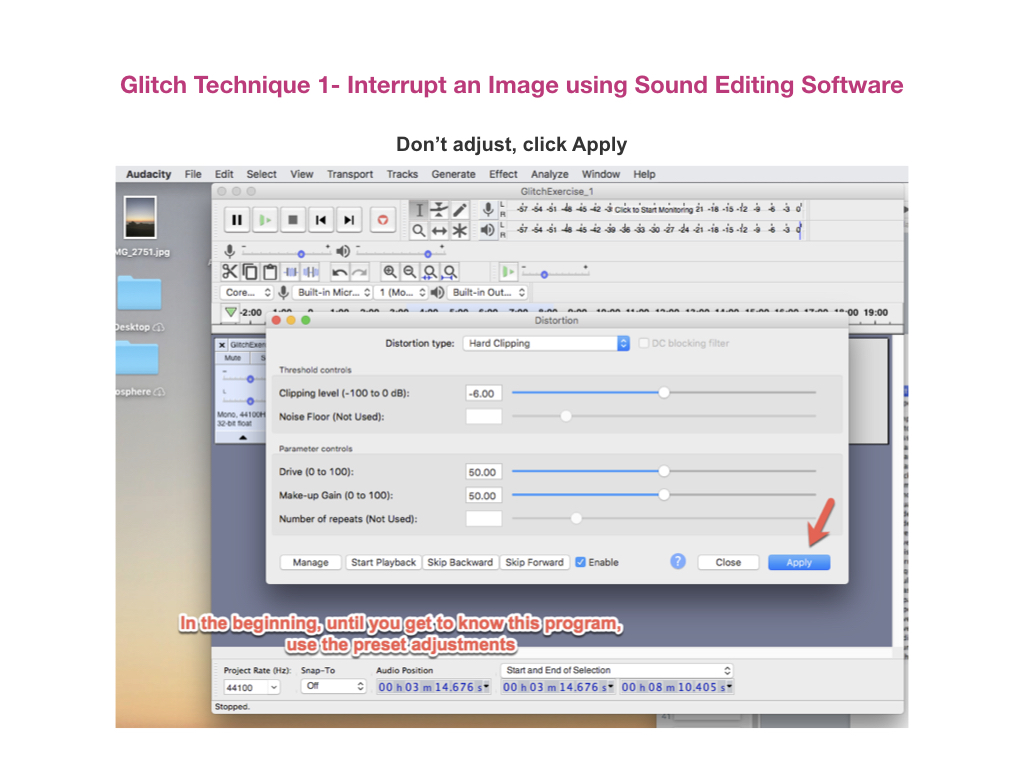 Glitch Technique 1- Interrupt an Image using Sound Editing Software
Don’t adjust, click Apply
Audacity File Edit Select View Transport Tracks Generate Effect Analyze Window Help
GlitchExercise_1
MG_2751.jpg
L
R
-57 -54 -51 -48 -45 -42 -3 Click to Start Monitoring 21 -18 -15 -12 -9 -6 -3 0
L
R
-57 -54 -51 -48 -45 -42 -39 -36 -33 -30 -27 -24 -21 -18 -15 -12 -9 -6 -3 0
Core... Built-in Micr... 1 (Mo... Built-in Out...
-2:00 19:00
Desktop
osphere
Distortion
GlitchExer
Mute S
L
Mono, 44100H
32-bit float
Distortion type: Hard Clipping DC blocking filter
Threshold controls
Clipping level (-100 to 0 dB): -6.00
Noise Floor (Not Used):
Parameter controls
Drive (0 to 100): 50.00
Make-up Gain (0 to 100): 50.00
Number of repeats (Not Used):
Manage Start Playback Skip Backward Skip Forward Enable ? Close Apply
In the beginning, until you get to know this program,
use the preset adjustments
Project Rate (Hz): Snap-To Audio Position Start and End of Selection
44100 Off 00 h 03 m 14.676 s 00 h 03 m 14.676 s 00 h 08 m 10.405 s
Stopped.